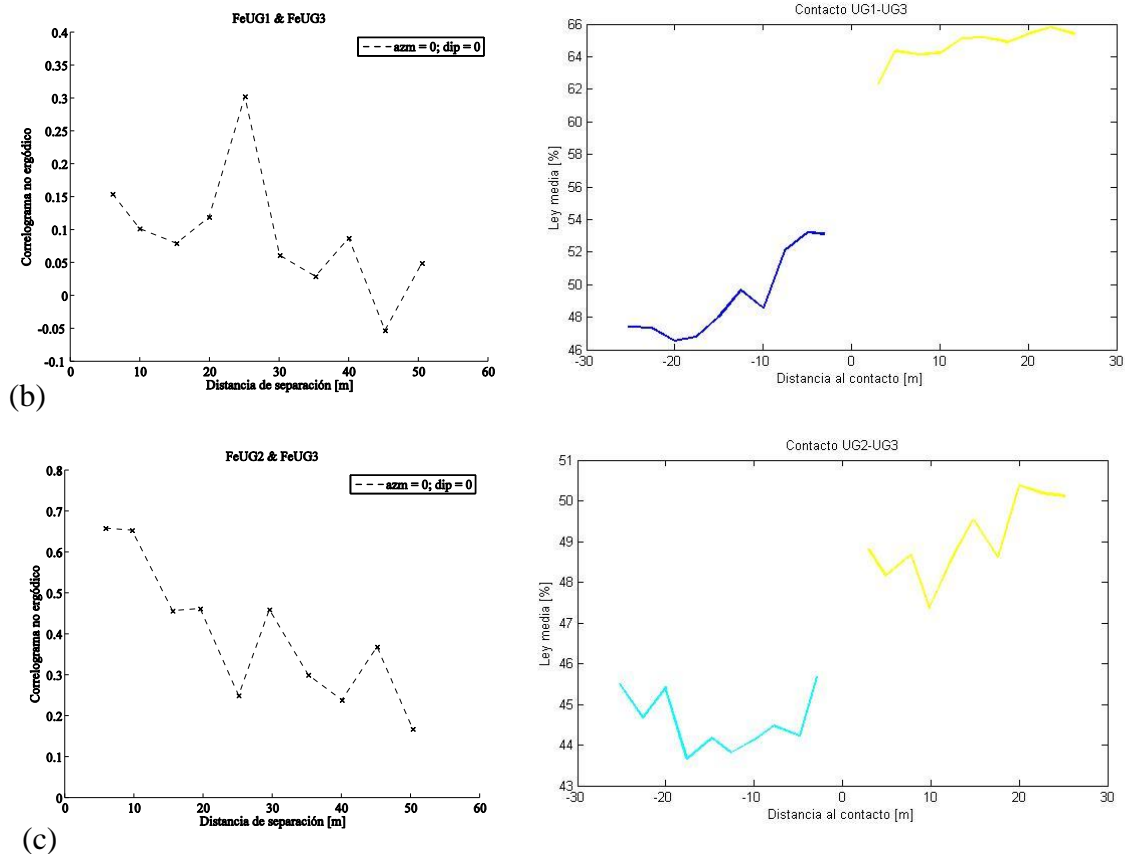 FeUG1 & FeUG3
azm = 0; dip = 0
0.4
0.35
0.3
0.25
0.2
0.15
0.1
0.05
0
-0.05
-0.1
Correlograma no ergódico
0 10 20 30 40 50 60
Distancia de separación [m]
Contacto UG1-UG3
66
64
62
60
58
56
54
52
50
48
46
Ley media [%]
-30 -20 -10 0 10 20 30
Distancia al contacto [m]
(b)
FeUG2 & FeUG3
azm = 0; dip = 0
0.8
0.7
0.6
0.5
0.4
0.3
0.2
0.1
0
Correlograma no ergódico
0 10 20 30 40 50 60
Distancia de separación [m]
Contacto UG2-UG3
51
50
49
48
47
46
45
44
43
Ley media [%]
-30 -20 -10 0 10 20 30
Distancia al contacto [m]
(c)